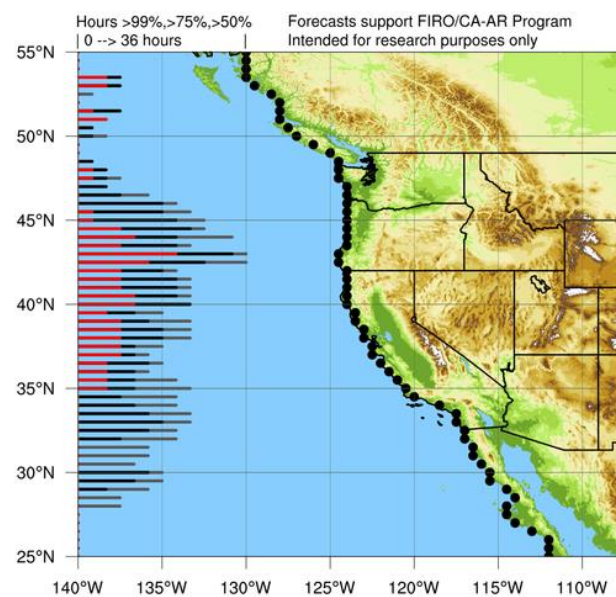 Hours >99%,>75%,>50%
| 0 --> 36 hours |
Forecasts support FIRO/CA-AR Program
Intended for research purposes only
55°N
50°N
45°N
40°N
35°N
30°N
25°N
140°W 135°W 130°W 125°W 120°W 115°W 110°W